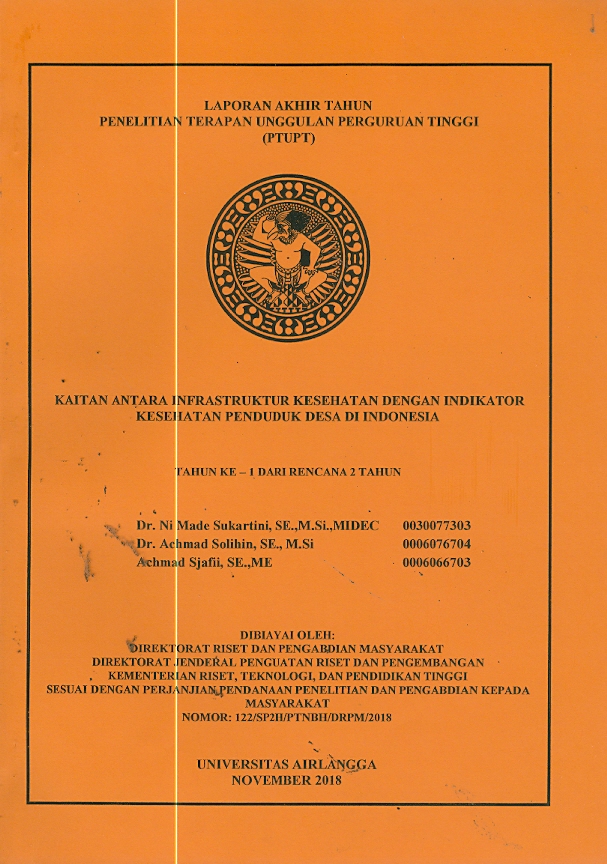 LAPORAN AKHIR TAHUN
PENELITIAN TERAPAN UNGGULAN PERGURUAN TINGGI
(PTUPT)
KAITAN ANTARA INFRASTRUKTUR KESEHATAN DENGAN INDIKATOR
KESEHATAN PENDUDUK DESA DI INDONESIA
TAHUN KE – 1 DARI RENCANA 2 TAHUN
Dr. Ni Made Sukartini, SE.,M.Si.,MIDEC 0030077303
Dr. Achmad Solihin, SE., M.Si 0006076704
Achmad Sjafii, SE.,ME 0006066703
DIBIAYAI OLEH:
DIREKTORAT RISET DAN PENGABDIAN MASYARAKAT
DIREKTORAT JENDERAL PENGUATAN RISET DAN PENGEMBANGAN
KEMENTERIAN RISET, TEKNOLOGI, DAN PENDIDIKAN TINGGI
SESUAI DENGAN PERJANJIAN PENDANAAN PENELITIAN DAN PENGABDIAN KEPADA
MASYARAKAT
NOMOR: 122/SP2H/PTNBH/DRPM/2018
UNIVERSITAS AIRLANGGA
NOVEMBER 2018